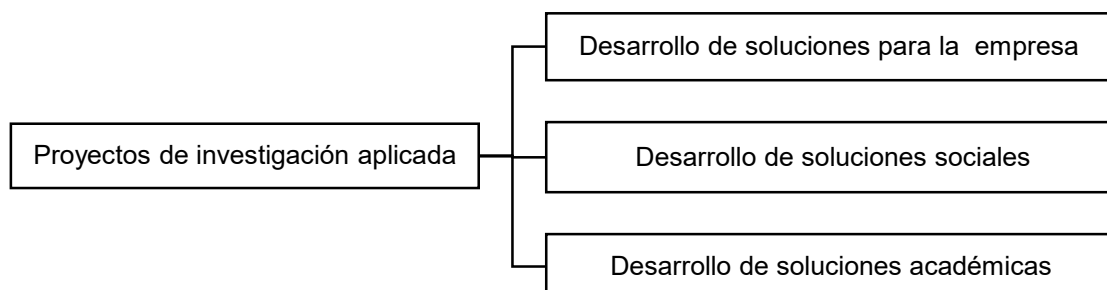 Desarrollo de soluciones para la empresa
Proyectos de investigación aplicada
Desarrollo de soluciones sociales
Desarrollo de soluciones académicas